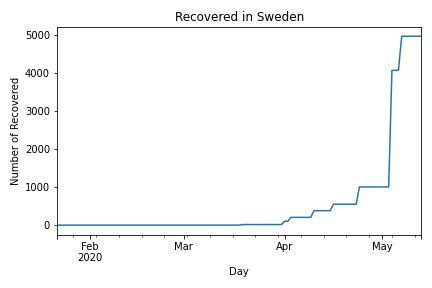 Recovered in Sweden
5000
4000
3000
2000
1000
0
Number of Recovered
Feb
2020
Mar
Apr
May
Day